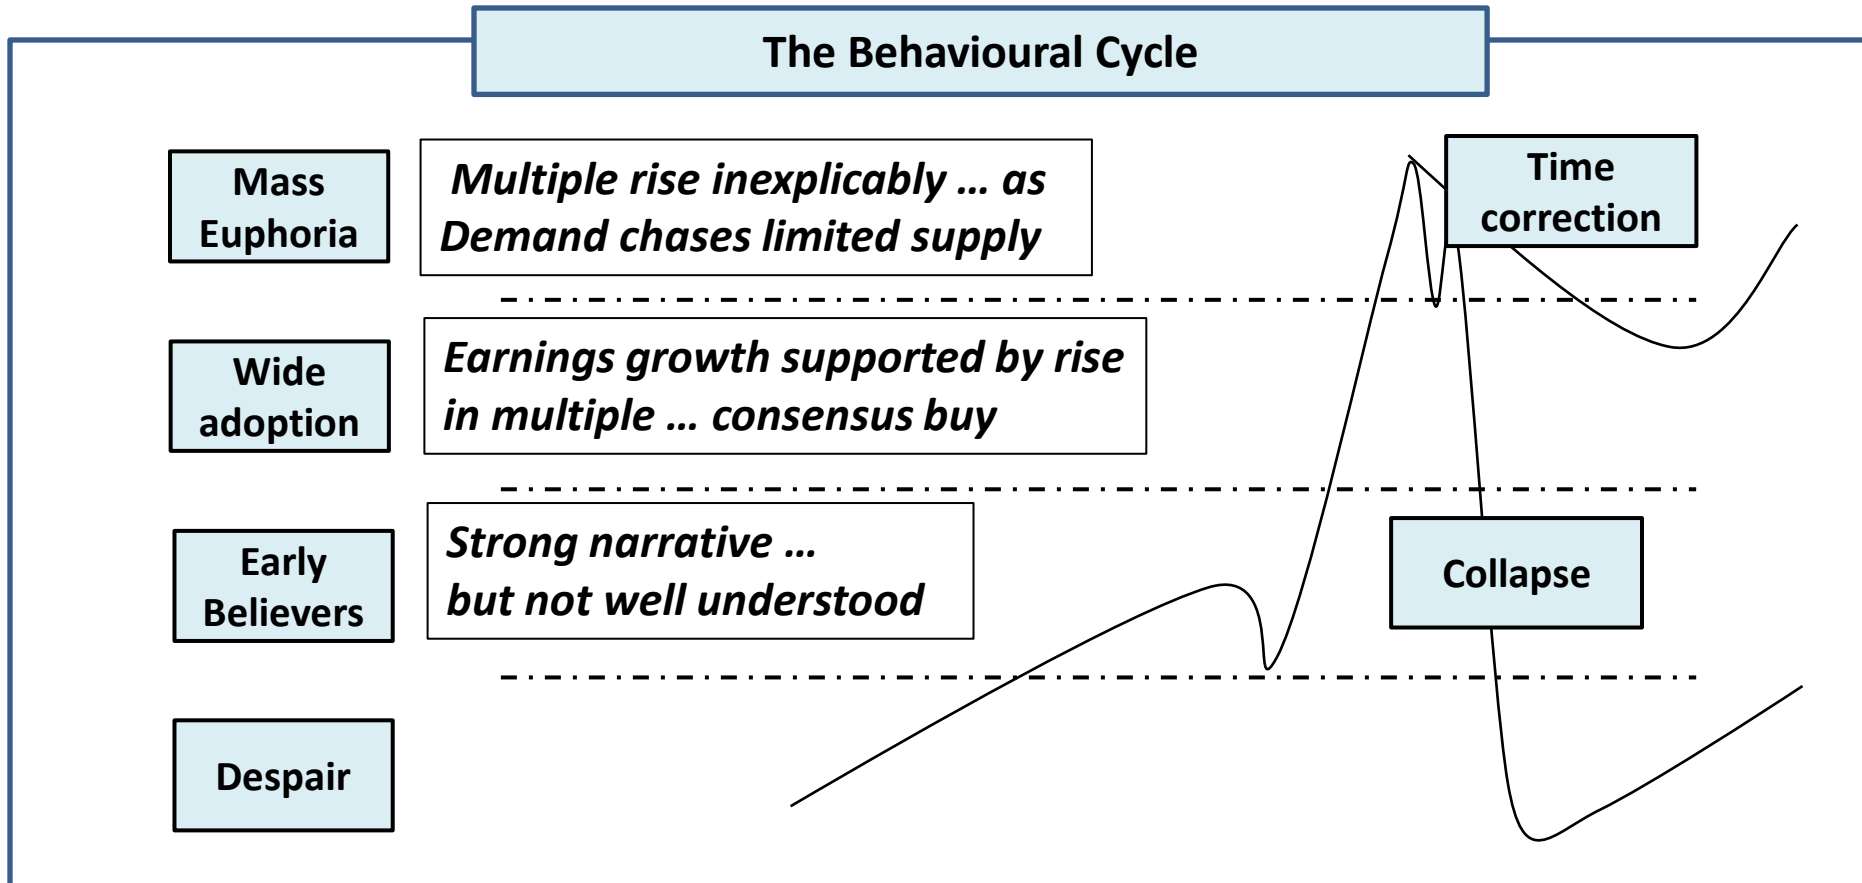 The Behavioural Cycle
Mass
Euphoria
Multiple rise inexplicably ... as
Demand chases limited supply
Time
correction
Wide
adoption
Earnings growth supported by rise
in multiple ... consensus buy
Early
Believers
Strong narrative ...
but not well understood
Collapse
Despair